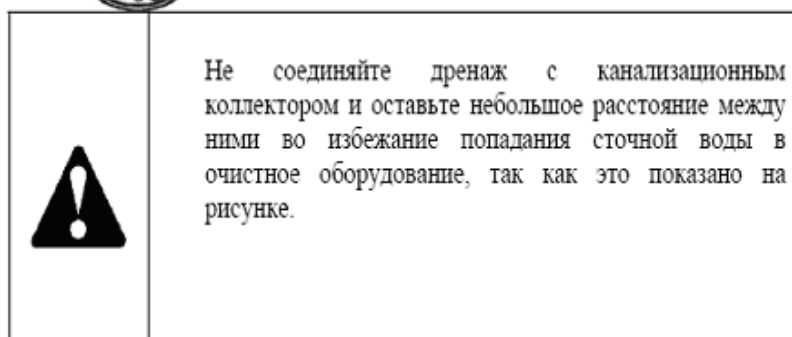 Не соединяйте дренаж с канализационным
коллектором и оставьте небольшое расстояние между
ними во избежание попадания сточной воды в
очистное оборудование, так как это показано на
рисунке.